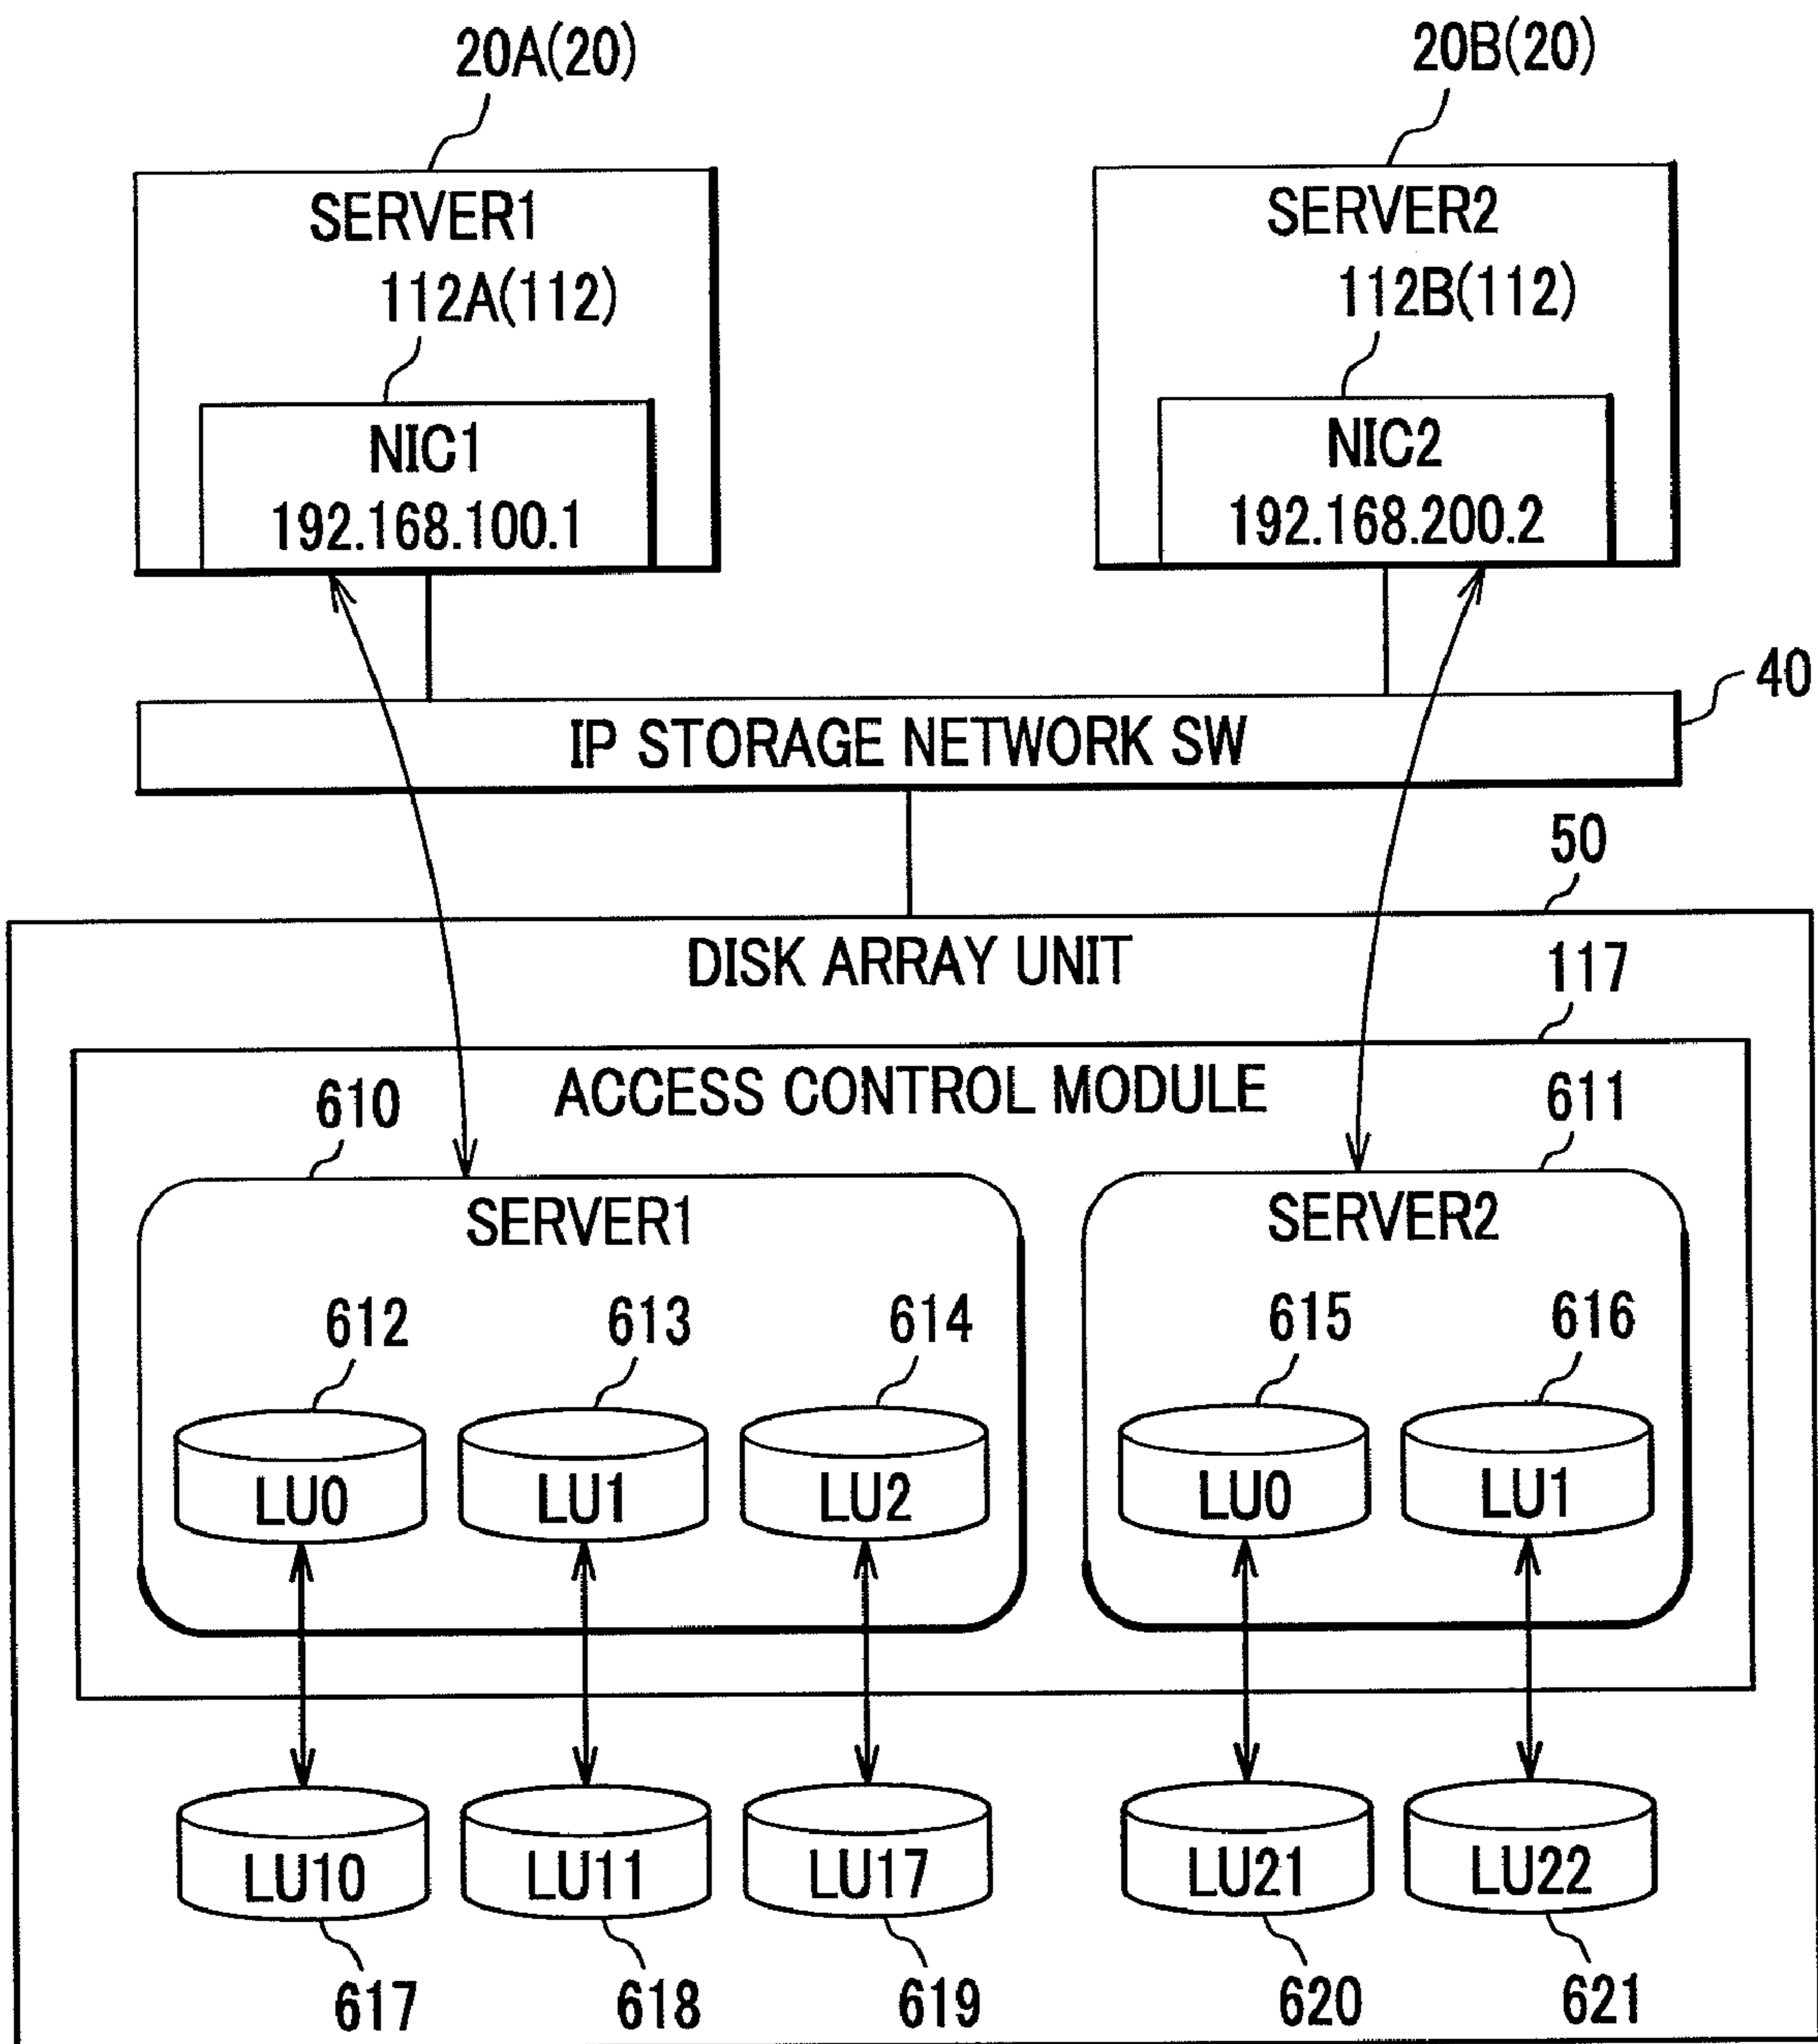 20A(20)
20B(20)
SERVER1
SERVER2
112A(112)
112B(112)
NIC1
192.168.100.1
NIC2
192.168.200.2
40
IP STORAGE NETWORK SW
50
DISK ARRAY UNIT
117
ACCESS CONTROL MODULE
610
611
SERVER1
SERVER2
612
613
614
615
616
LU0
LU1
LU2
LU0
LU1
LU10
LU11
LU17
LU21
LU22
617
618
619
620
621